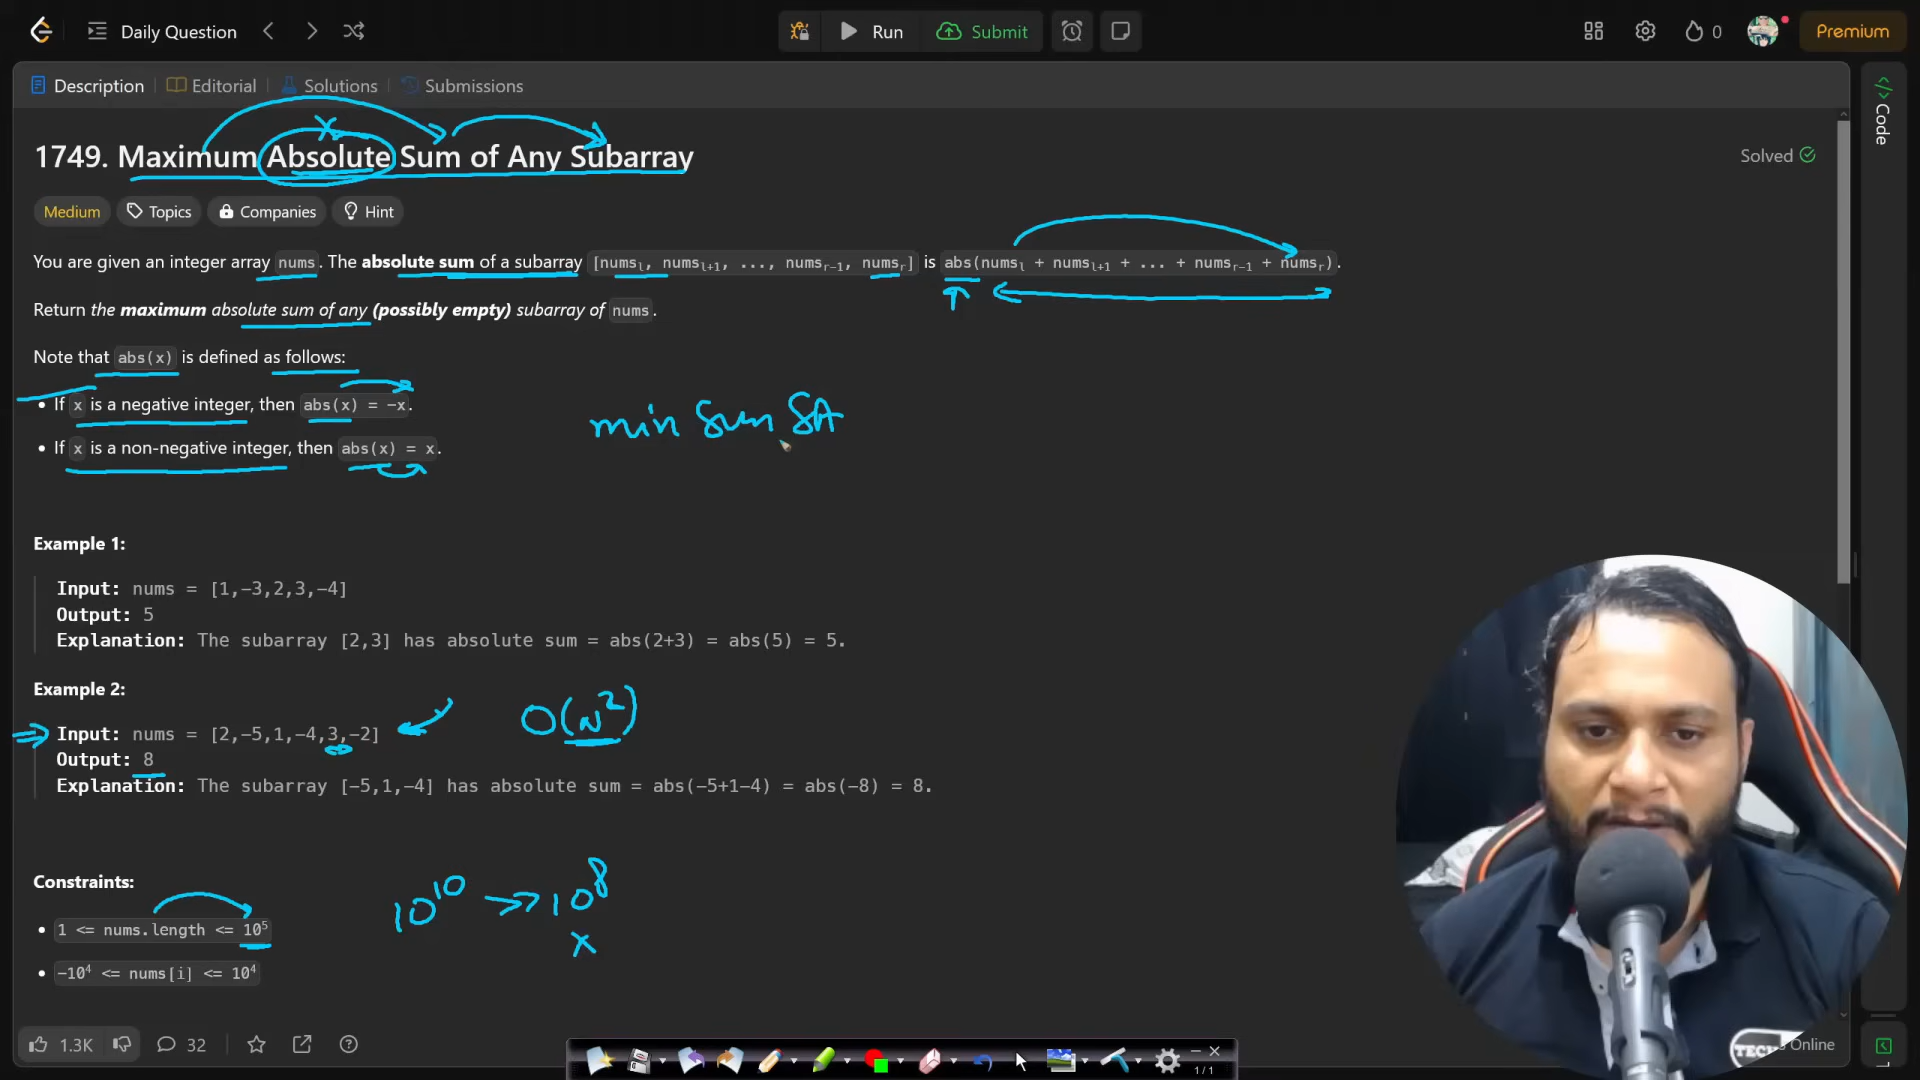 Daily Question
Run
Submit
0
Premium
Description
Editorial
Solutions
Submissions
Code
x
1749. Maximum Absolute Sum of Any Subarray
Solved
Medium
Topics
Companies
Hint
You are given an integer array nums. The absolute sum of a subarray [numsₗ, numsₗ₊₁, ..., numsᵣ₋₁, numsᵣ] is abs(numsₗ + numsₗ₊₁ + ... + numsᵣ₋₁ + numsᵣ).
Return the maximum absolute sum of any (possibly empty) subarray of nums.
Note that abs(x) is defined as follows:
• If x is a negative integer, then abs(x) = −x.
min Sum SA
• If x is a non-negative integer, then abs(x) = x.
Example 1:
Input: nums = [1,−3,2,3,−4]
Output: 5
Explanation: The subarray [2,3] has absolute sum = abs(2+3) = abs(5) = 5.
Example 2:
Input: nums = [2,−5,1,−4,3,−2]
O(N²)
Output: 8
Explanation: The subarray [−5,1,−4] has absolute sum = abs(−5+1−4) = abs(−8) = 8.
Constraints:
10¹⁰ >> 10⁸
x
• 1 <= nums.length <= 10⁵
• −10⁴ <= nums[i] <= 10⁴
1.3K
32
TECH
Online
1/1